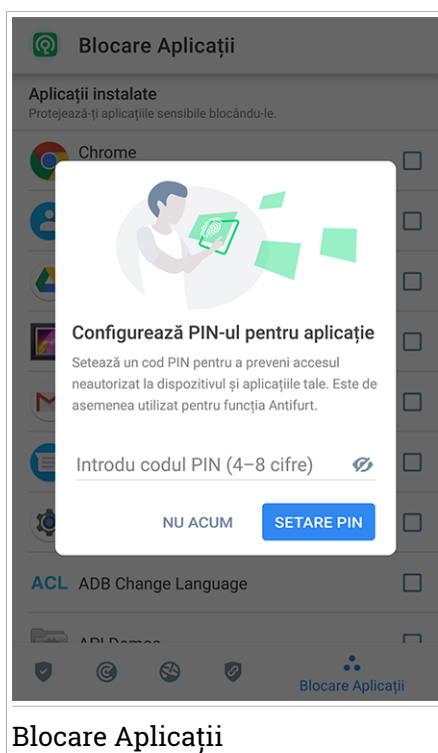 Blocare Aplicații
Aplicații instalate
Protejează-ți aplicațiile sensibile blocându-le.
Chrome
Configurează PIN-ul pentru aplicație
Setează un cod PIN pentru a preveni accesul
neautorizat la dispozitivul și aplicațiile tale. Este de
asemenea utilizat pentru funcția Antifurt.
Introdu codul PIN (4–8 cifre)
NU ACUM
SETARE PIN
ACL ADB Change Language
API Demos
Blocare Aplicații
Blocare Aplicații